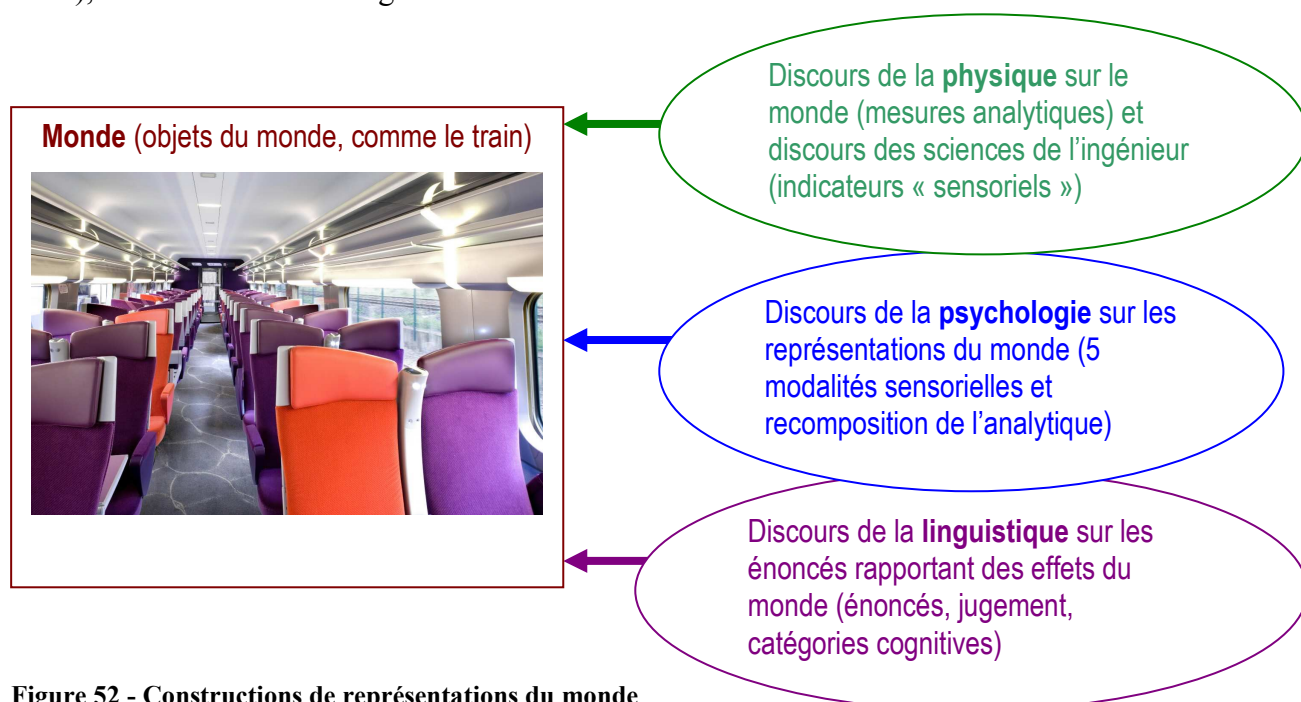 Monde (objets du monde, comme le train)
Discours de la physique sur le
monde (mesures analytiques) et
discours des sciences de l’ingénieur
(indicateurs « sensoriels »)
Discours de la psychologie sur les
représentations du monde (5
modalités sensorielles et
recomposition de l’analytique)
Discours de la linguistique sur les
énoncés rapportant des effets du
monde (énoncés, jugement,
catégories cognitives)
Figure 52 - Constructions de représentations du monde